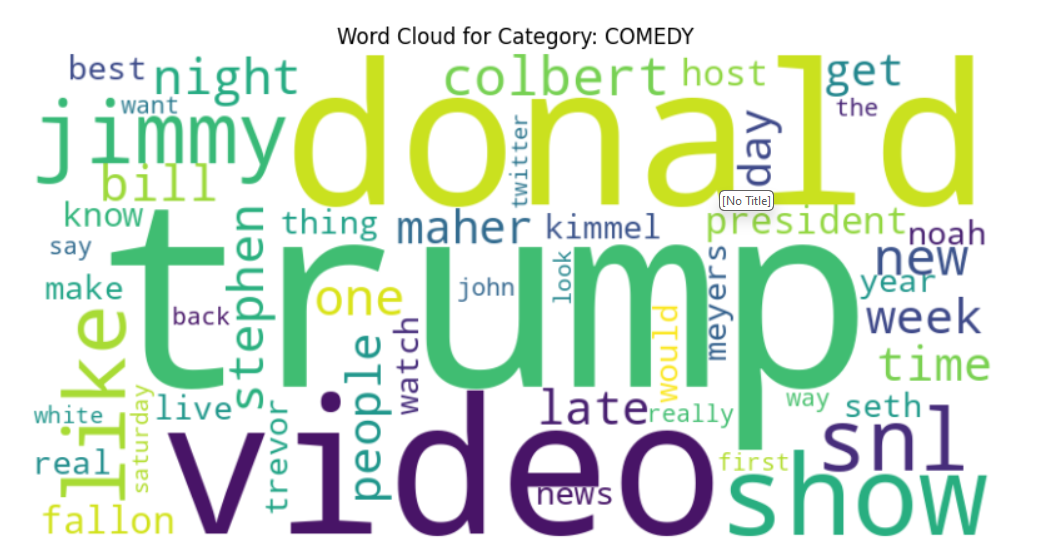 Word Cloud for Category: COMEDY
best night colbert host get
want donald the
jimmy twitter day
bill [No Title]
know stephen thing maher kimmel president noah
say trump new
make back one john look meyers year
like watch would week
people time
white saturday live late really way seth
real trevor video first snl
fallon news show